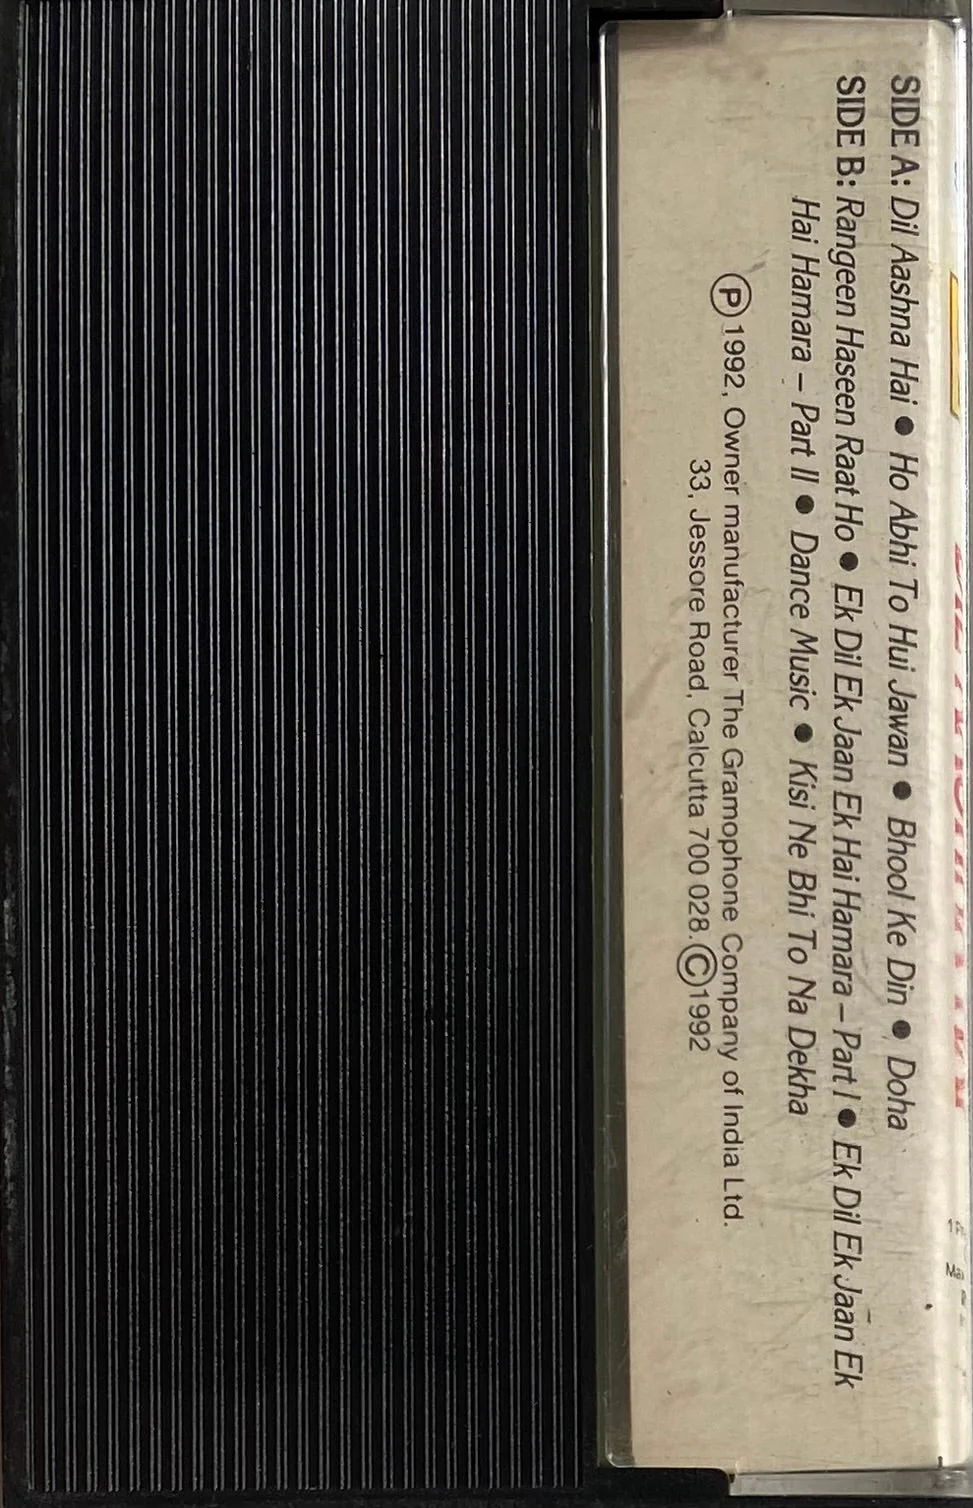 SIDE A: Dil Aashna Hai ● Ho Abhi To Hui Jawan ● Bhool Ke Din ● Doha
SIDE B: Rangeen Haseen Raat Ho ● Ek Dil Ek Jaan Ek Hai Hamara – Part I ● Ek Dil Ek Jaan Ek
Hai Hamara – Part II ● Dance Music ● Kisi Ne Bhi To Na Dekha
Ⓟ 1992, Owner manufacturer The Gramophone Company of India Ltd.
33, Jessore Road, Calcutta 700 028. © 1992